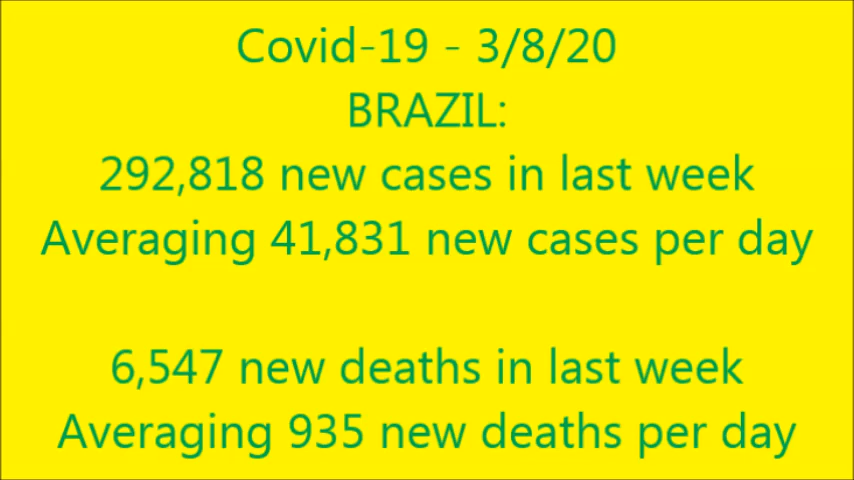 Covid-19 - 3/8/20
BRAZIL:
292,818 new cases in last week
Averaging 41,831 new cases per day
6,547 new deaths in last week
Averaging 935 new deaths per day